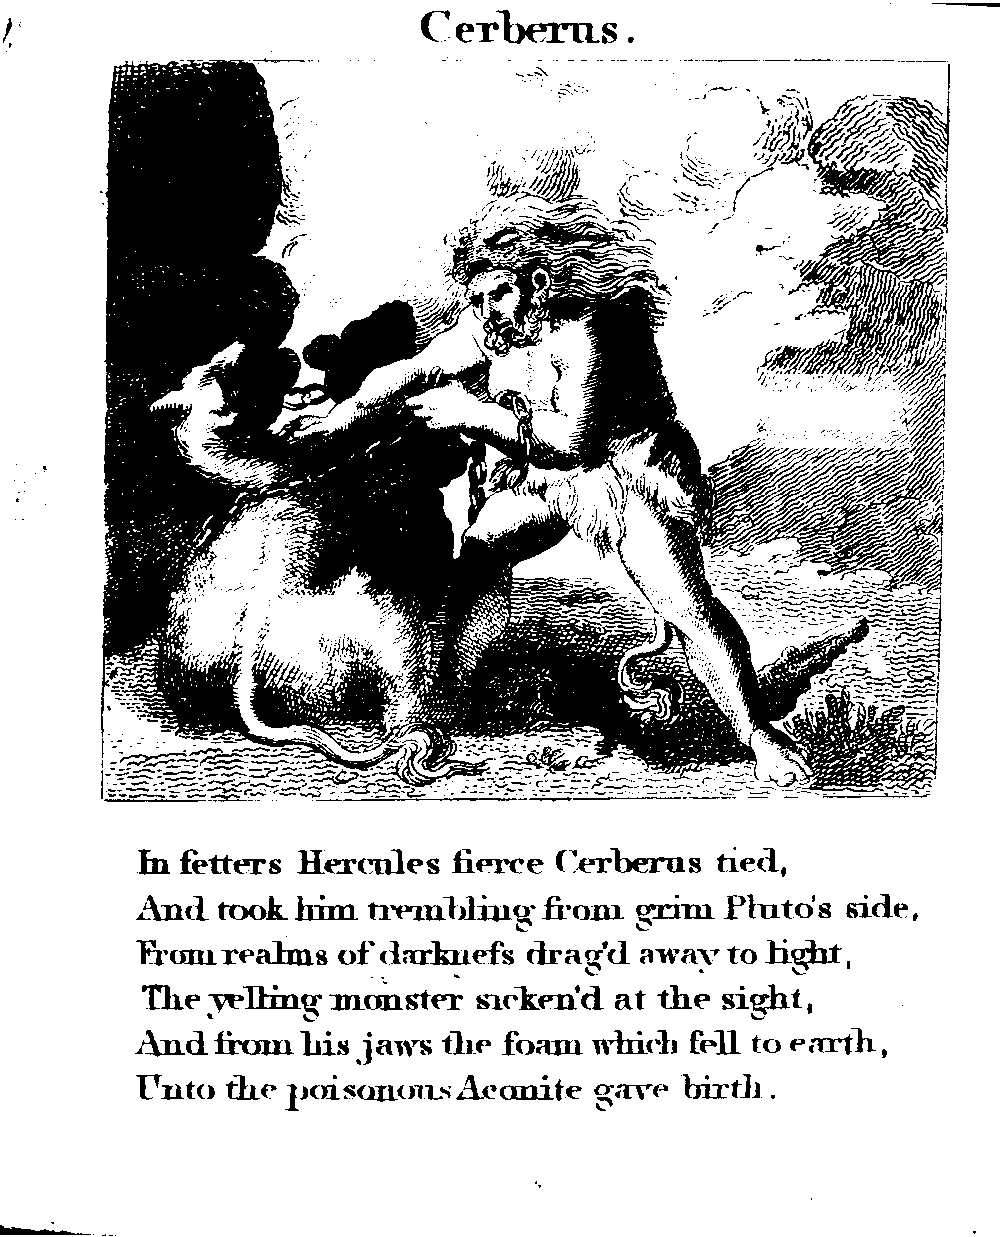 Cerberus.
In fetters Hercules fierce Cerberus tied,
And took him trembling from grim Pluto's side,
From realms of darkneſs drag'd away to light,
The yelling monster sicken'd at the sight,
And from his jaws the foam which fell to earth,
Unto the poisonous Aconite gave birth.